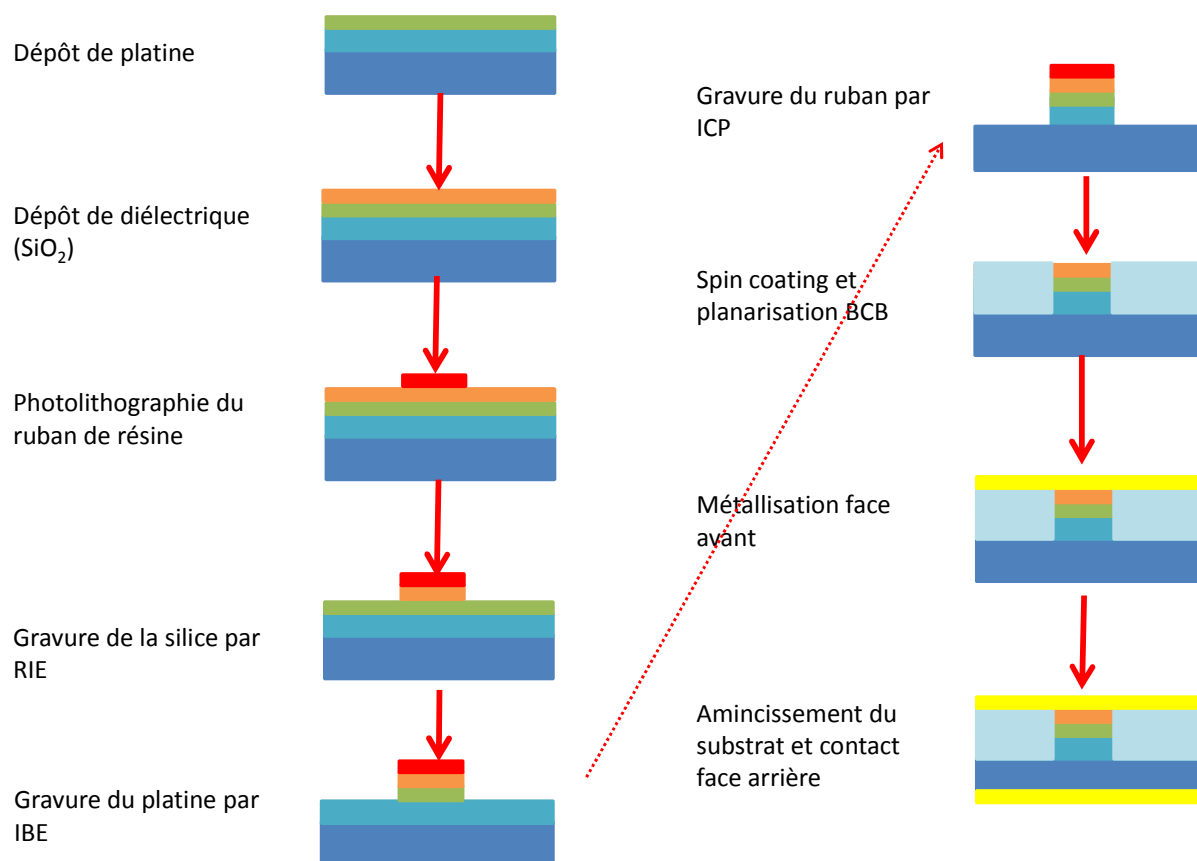 Dépôt de platine
Dépôt de diélectrique
(SiO₂)
Photolithographie du
ruban de résine
Gravure de la silice par
RIE
Gravure du platine par
IBE
Gravure du ruban par
ICP
Spin coating et
planarisation BCB
Métallisation face
avant
Amincissement du
substrat et contact
face arrière